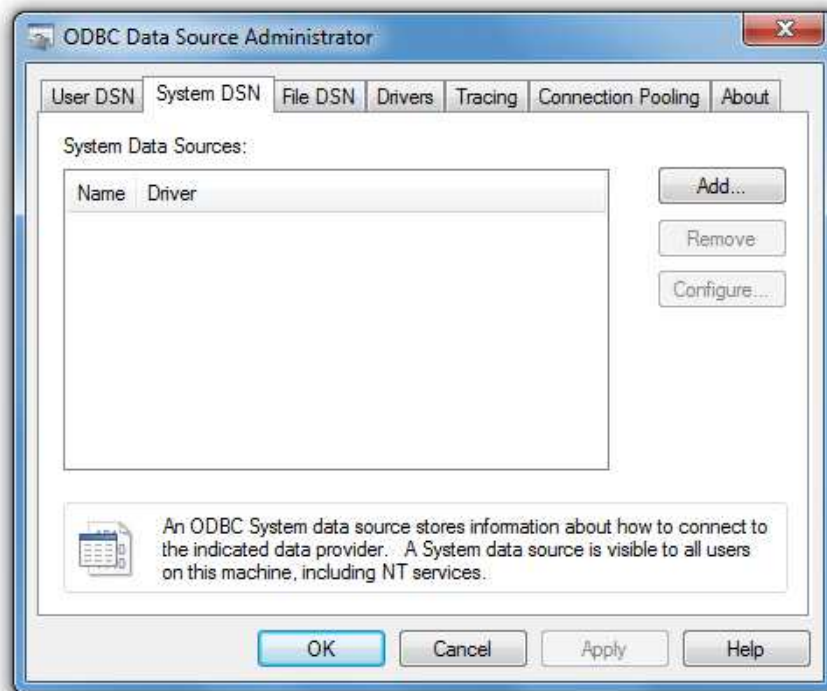 ODBC Data Source Administrator
User DSN System DSN File DSN Drivers Tracing Connection Pooling About
System Data Sources:
Name Driver
Add...
Remove
Configure...
An ODBC System data source stores information about how to connect to
the indicated data provider. A System data source is visible to all users
on this machine, including NT services.
OK Cancel Apply Help